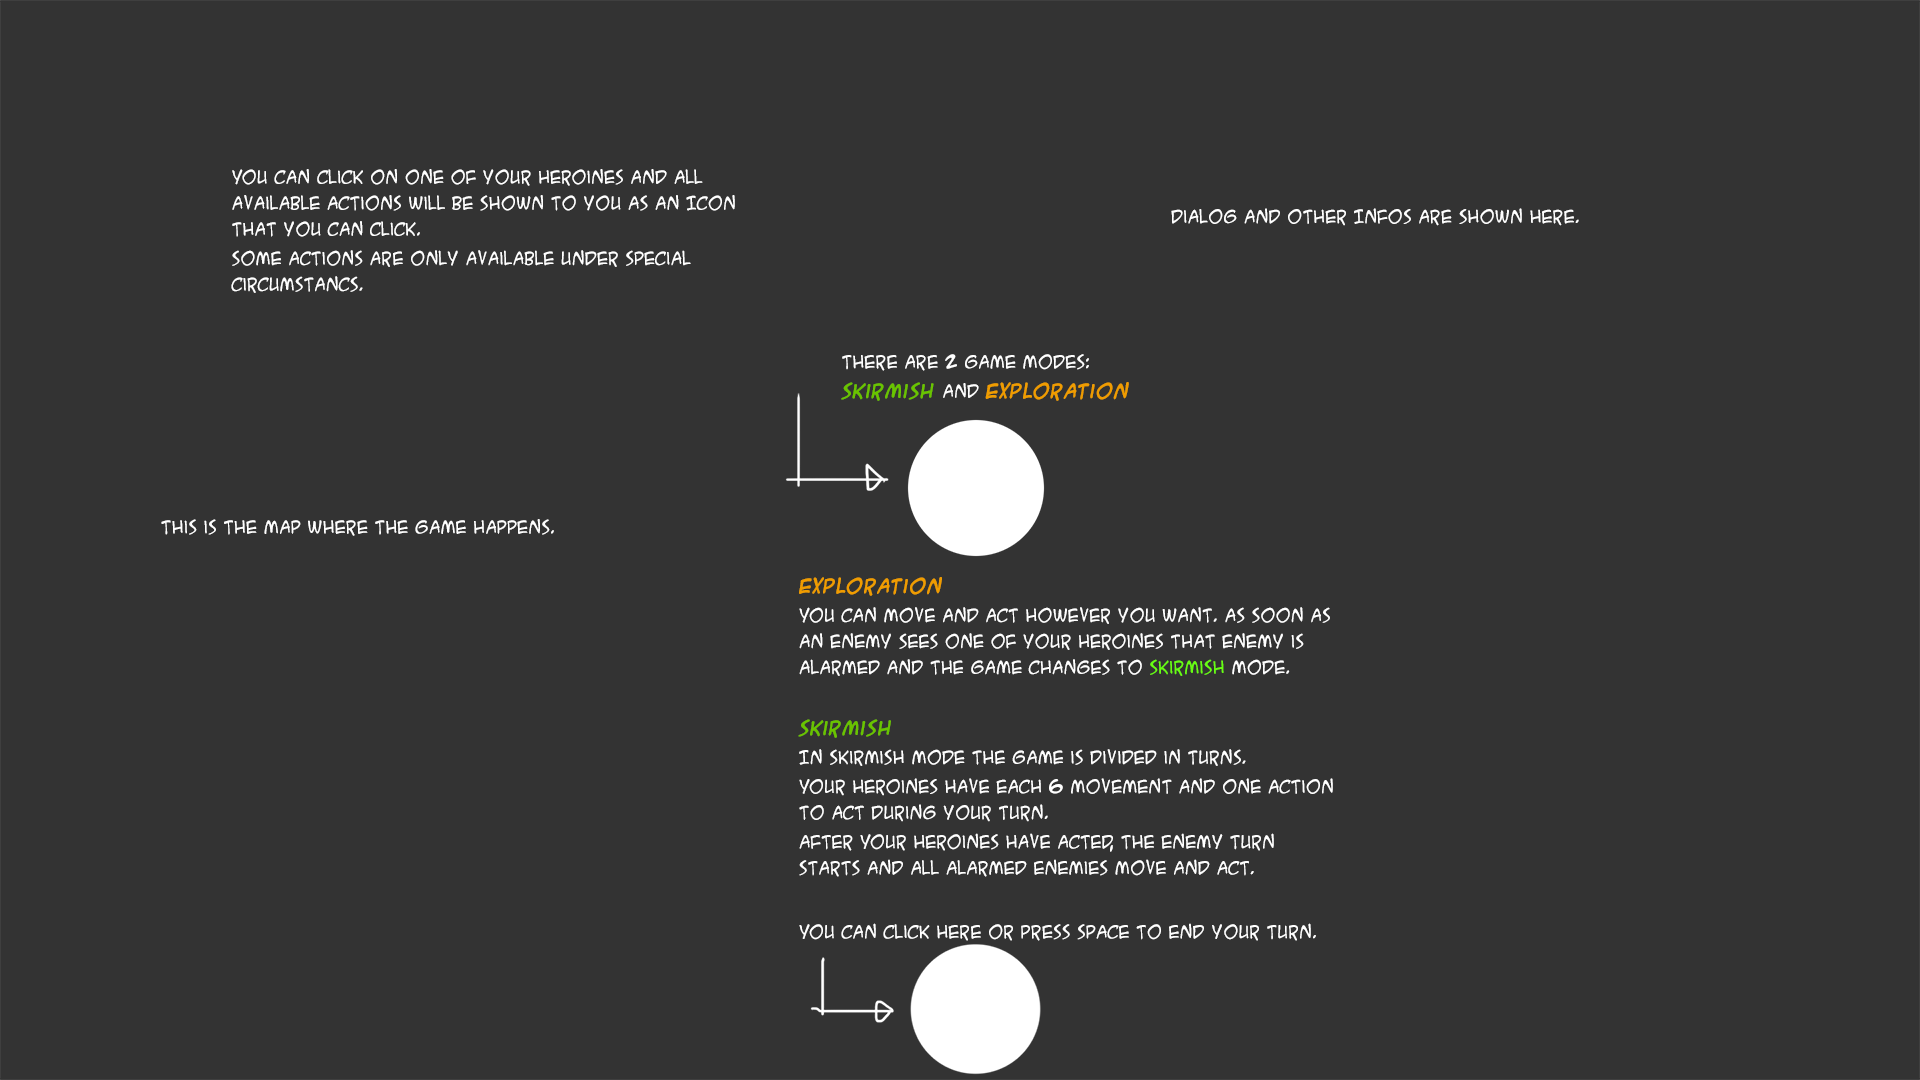 YOU CAN CLICK ON ONE OF YOUR HEROINES AND ALL
AVAILABLE ACTIONS WILL BE SHOWN TO YOU AS AN ICON
THAT YOU CAN CLICK.
SOME ACTIONS ARE ONLY AVAILABLE UNDER SPECIAL
CIRCUMSTANCS.
DIALOG AND OTHER INFOS ARE SHOWN HERE.
THERE ARE 2 GAME MODES:
SKIRMISH AND EXPLORATION
THIS IS THE MAP WHERE THE GAME HAPPENS.
EXPLORATION
YOU CAN MOVE AND ACT HOWEVER YOU WANT. AS SOON AS
AN ENEMY SEES ONE OF YOUR HEROINES THAT ENEMY IS
ALARMED AND THE GAME CHANGES TO SKIRMISH MODE.
SKIRMISH
IN SKIRMISH MODE THE GAME IS DIVIDED IN TURNS.
YOUR HEROINES HAVE EACH 6 MOVEMENT AND ONE ACTION
TO ACT DURING YOUR TURN.
AFTER YOUR HEROINES HAVE ACTED, THE ENEMY TURN
STARTS AND ALL ALARMED ENEMIES MOVE AND ACT.
YOU CAN CLICK HERE OR PRESS SPACE TO END YOUR TURN.